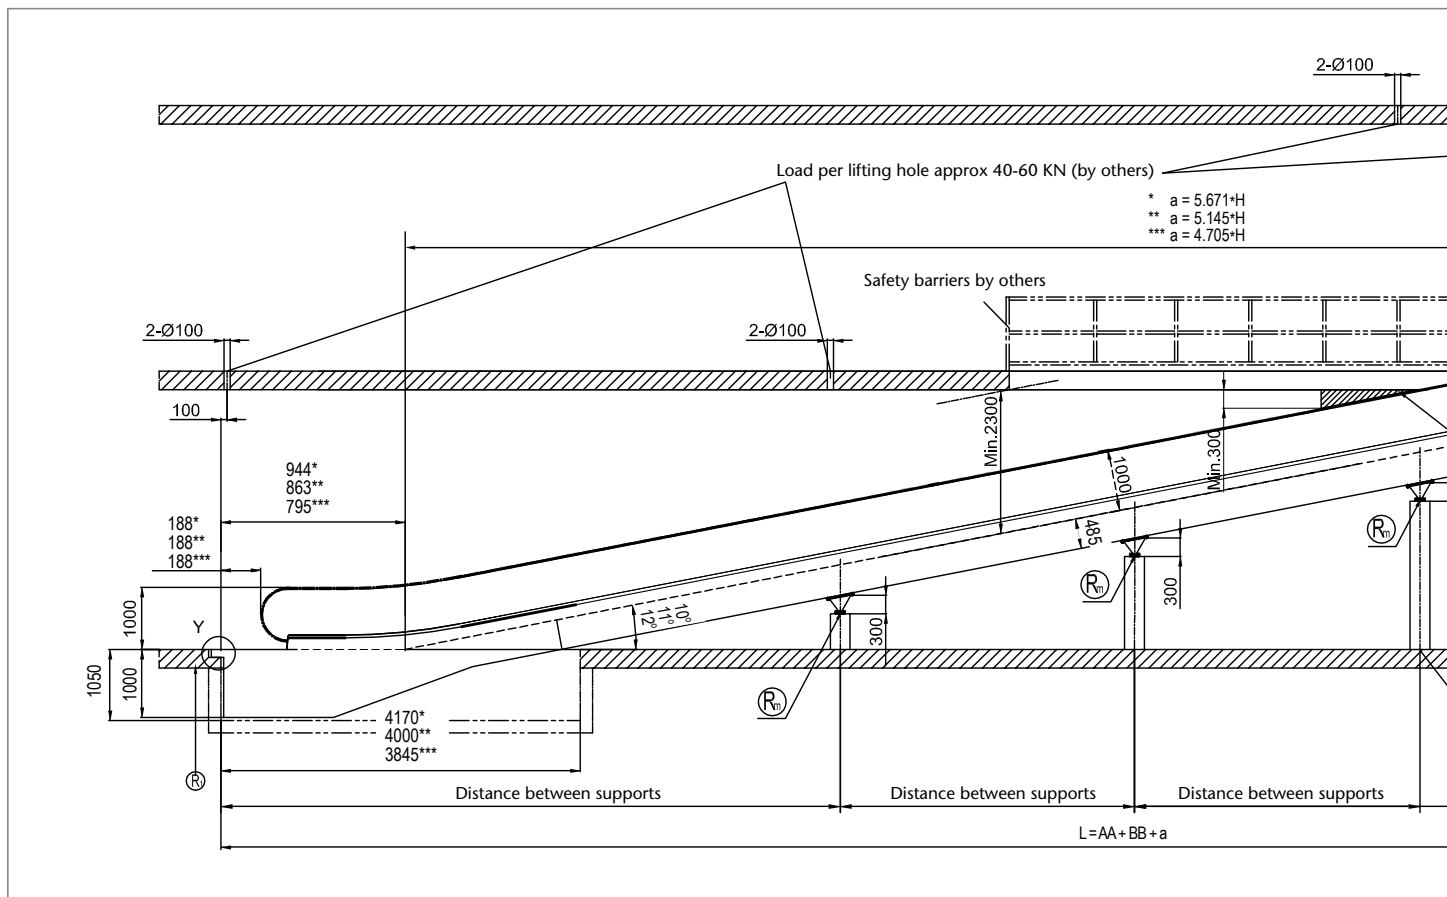 2-Ø100
Load per lifting hole approx 40-60 KN (by others)
* a = 5.671*H
** a = 5.145*H
*** a = 4.705*H
Safety barriers by others
2-Ø100
2-Ø100
100
Min.2300
Min.300
944*
863**
795***
1000
188*
188**
188***
485
Rm
Rm
300
1000
Y
10°
11°
12°
300
1050
1000
Rm
4170*
4000**
3845***
R1
Distance between supports
Distance between supports
Distance between supports
L=AA+BB+a